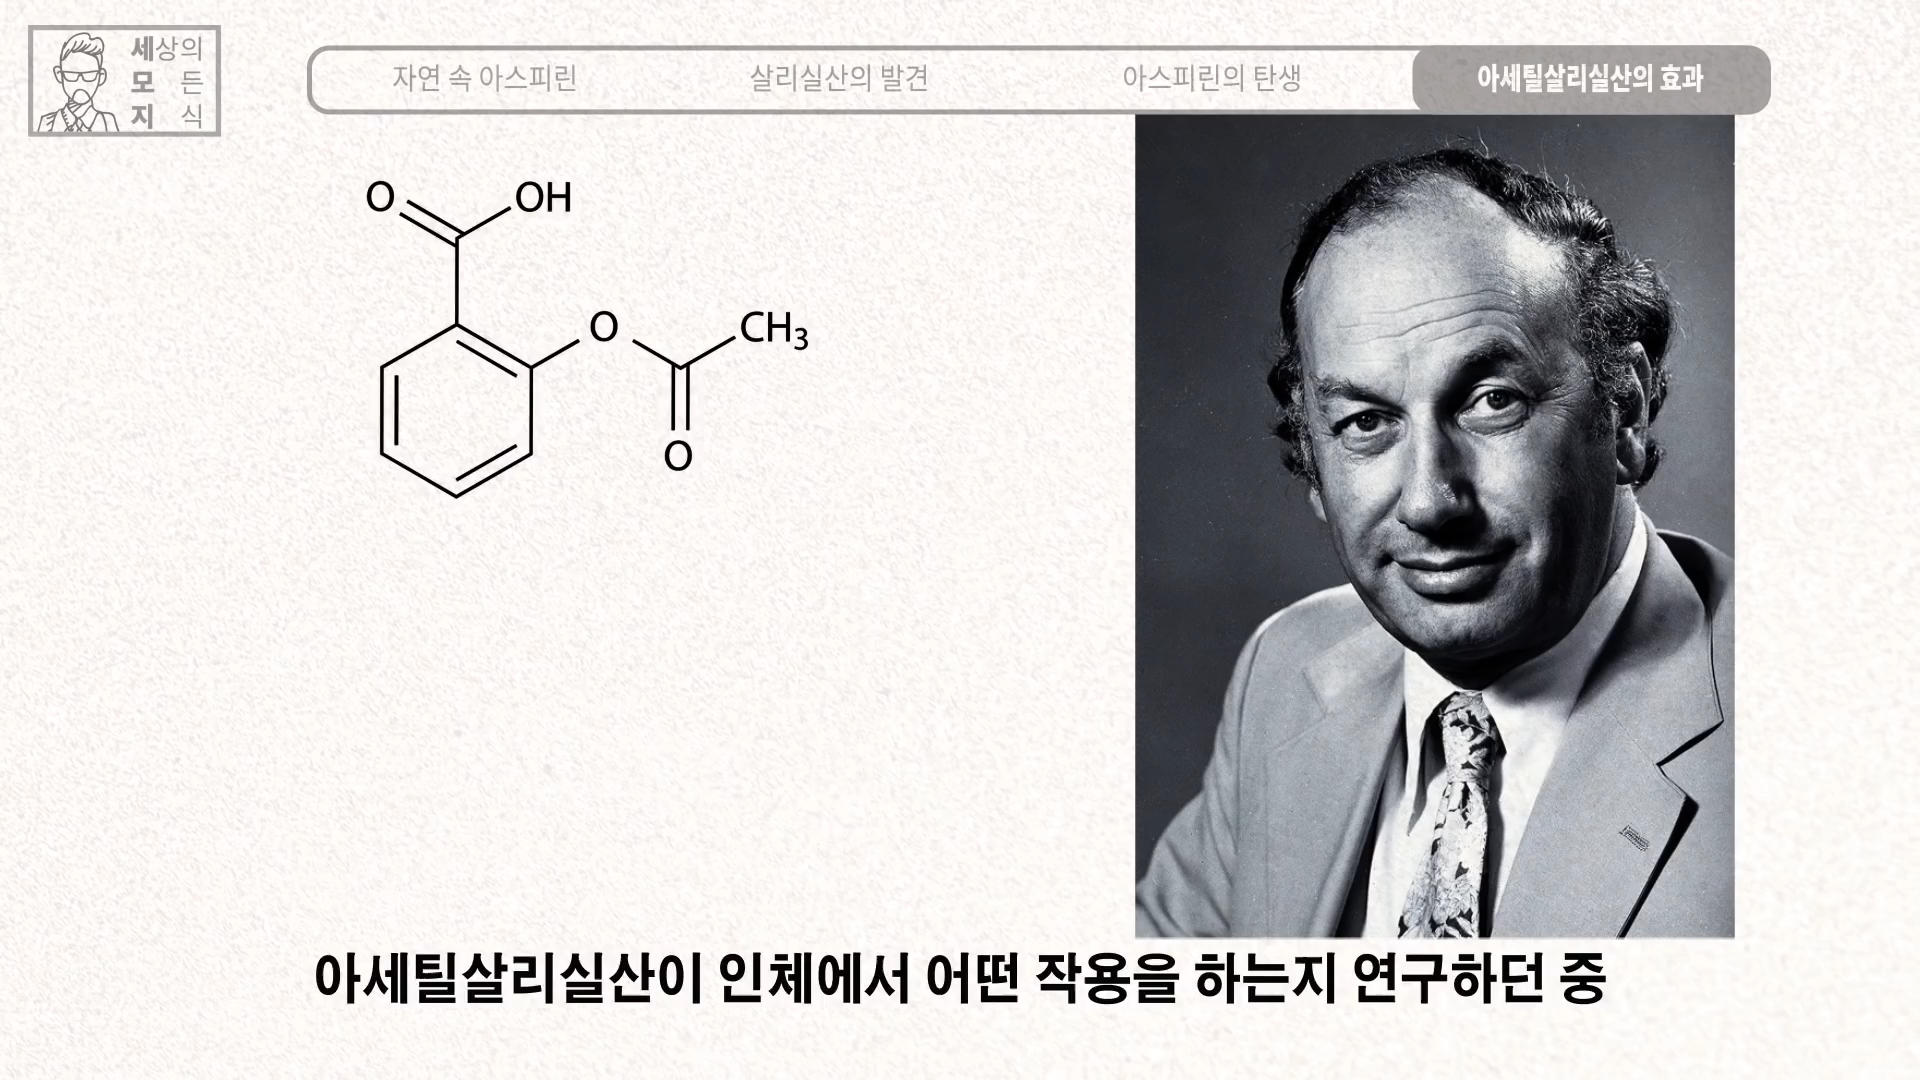 세상의
모든
지식
자연 속 아스피린
살리실산의 발견
아스피린의 탄생
아세틸살리실산의 효과
O
OH
O
CH₃
O
아세틸살리실산이 인체에서 어떤 작용을 하는지 연구하던 중